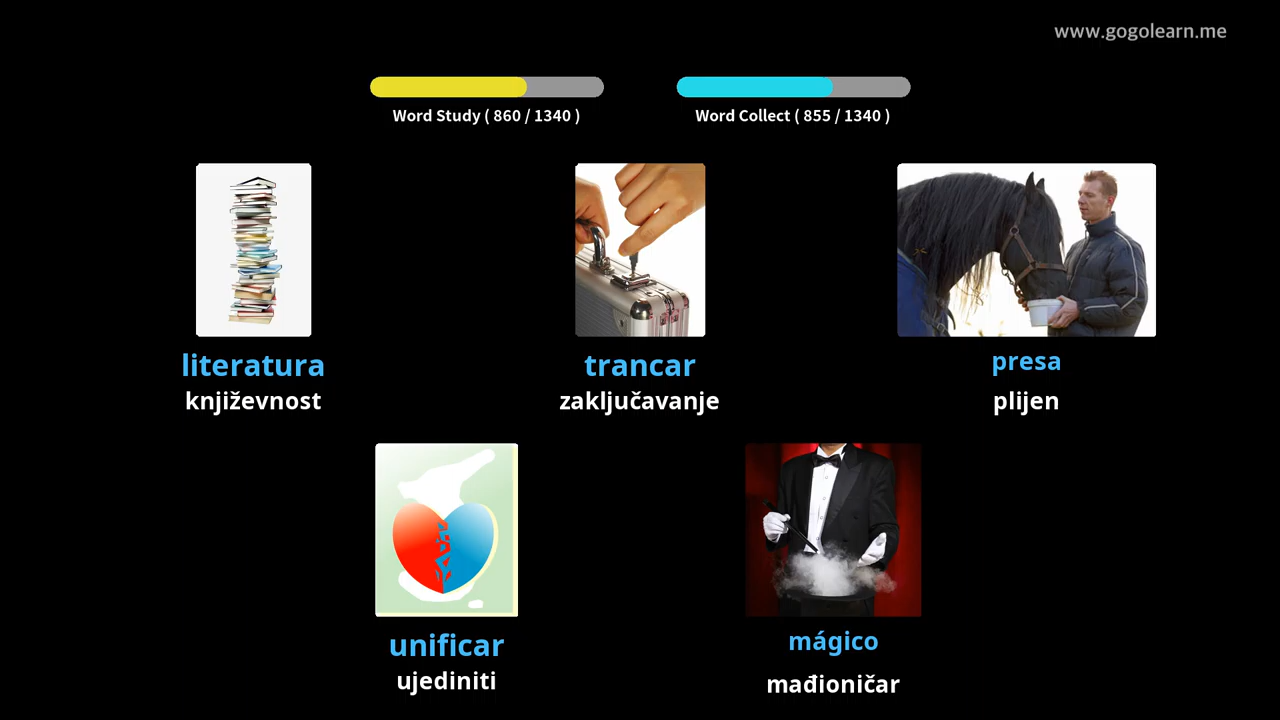 www.gogolearn.me
Word Study ( 860 / 1340 )
Word Collect ( 855 / 1340 )
literatura
književnost
trancar
zaključavanje
presa
plijen
unificar
ujediniti
mágico
mađioničar